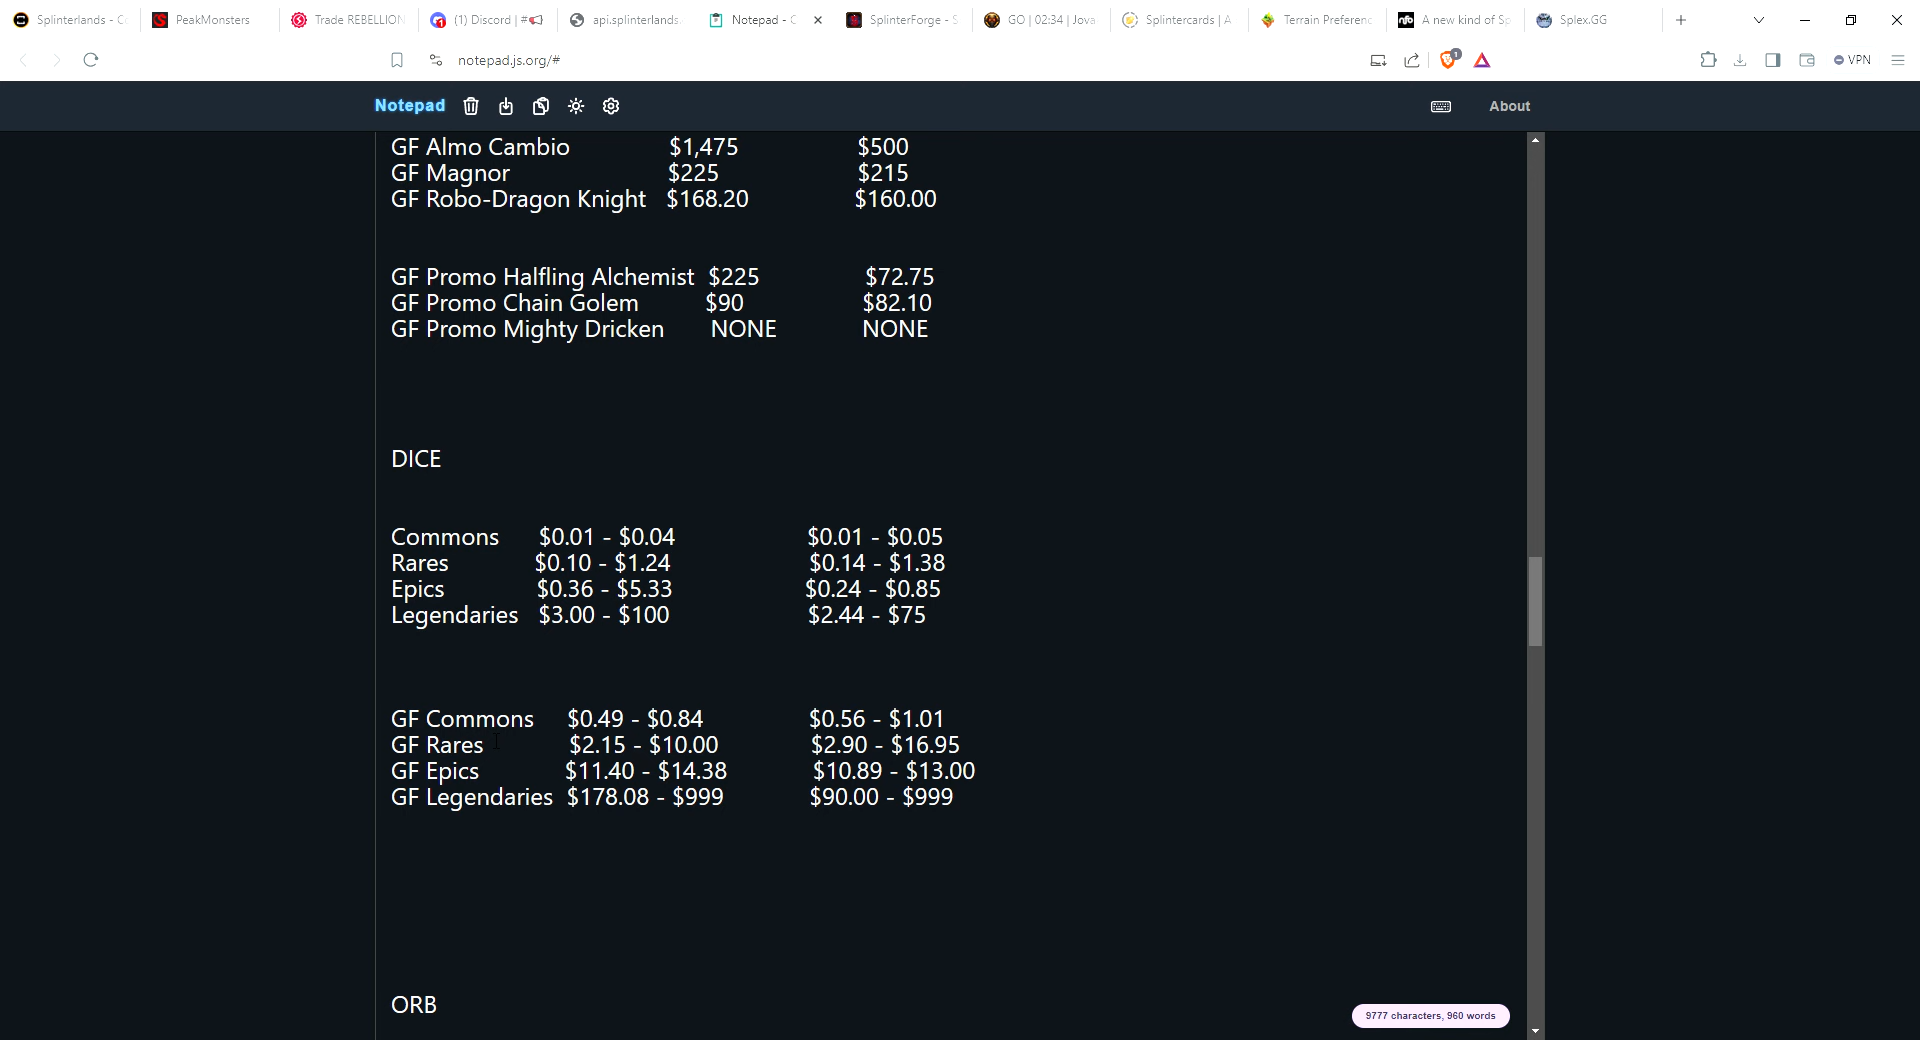 Splinterlands - Co
PeakMonsters
Trade REBELLION
(1) Discord | #
api.splinterlands.
Notepad - C
SplinterForge - S
GO | 02:34 | Jova
Splintercards | A
Terrain Preferenc
A new kind of Sp
Splex.GG
notepad.js.org/#
1
VPN
Notepad
About
GF Almo Cambio $1,475 $500
GF Magnor $225 $215
GF Robo-Dragon Knight $168.20 $160.00
GF Promo Halfling Alchemist $225 $72.75
GF Promo Chain Golem $90 $82.10
GF Promo Mighty Dricken NONE NONE
DICE
Commons $0.01 - $0.04 $0.01 - $0.05
Rares $0.10 - $1.24 $0.14 - $1.38
Epics $0.36 - $5.33 $0.24 - $0.85
Legendaries $3.00 - $100 $2.44 - $75
GF Commons $0.49 - $0.84 $0.56 - $1.01
GF Rares $2.15 - $10.00 $2.90 - $16.95
GF Epics $11.40 - $14.38 $10.89 - $13.00
GF Legendaries $178.08 - $999 $90.00 - $999
ORB
9777 characters, 960 words